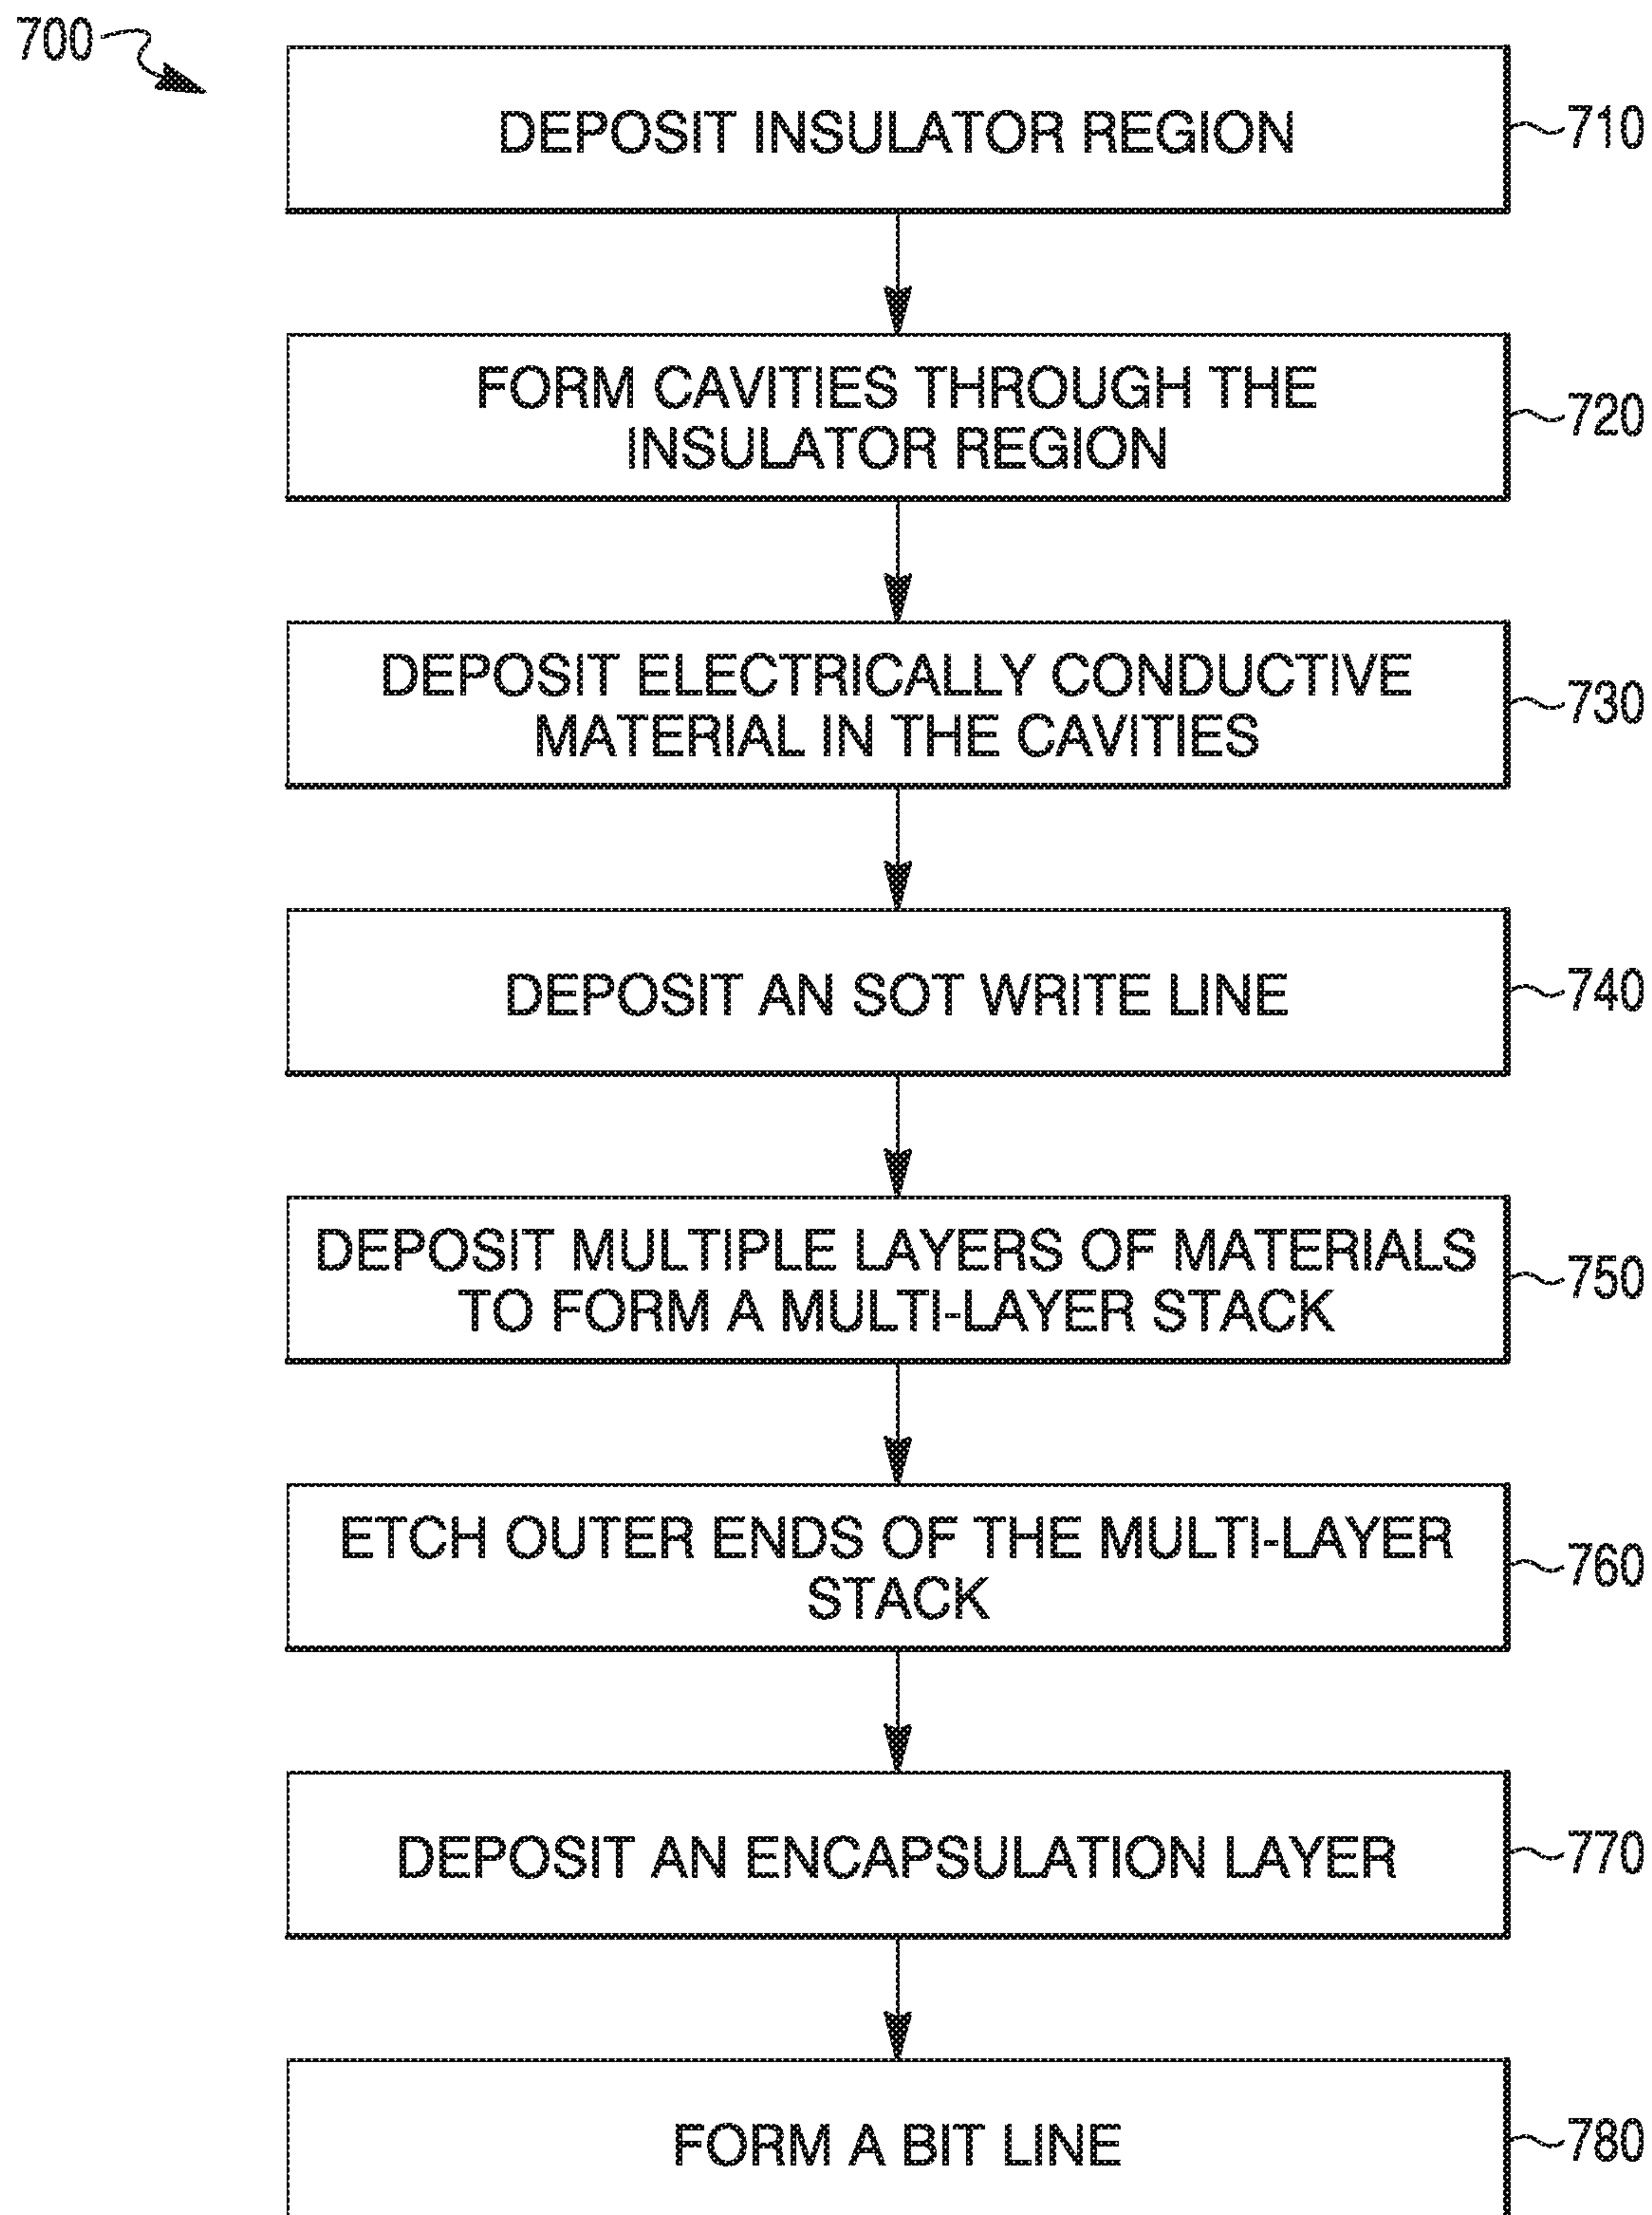 700
DEPOSIT INSULATOR REGION
710
FORM CAVITIES THROUGH THE
INSULATOR REGION
720
DEPOSIT ELECTRICALLY CONDUCTIVE
MATERIAL IN THE CAVITIES
730
DEPOSIT AN SOT WRITE LINE
740
DEPOSIT MULTIPLE LAYERS OF MATERIALS
TO FORM A MULTI-LAYER STACK
750
ETCH OUTER ENDS OF THE MULTI-LAYER
STACK
760
DEPOSIT AN ENCAPSULATION LAYER
770
FORM A BIT LINE
780